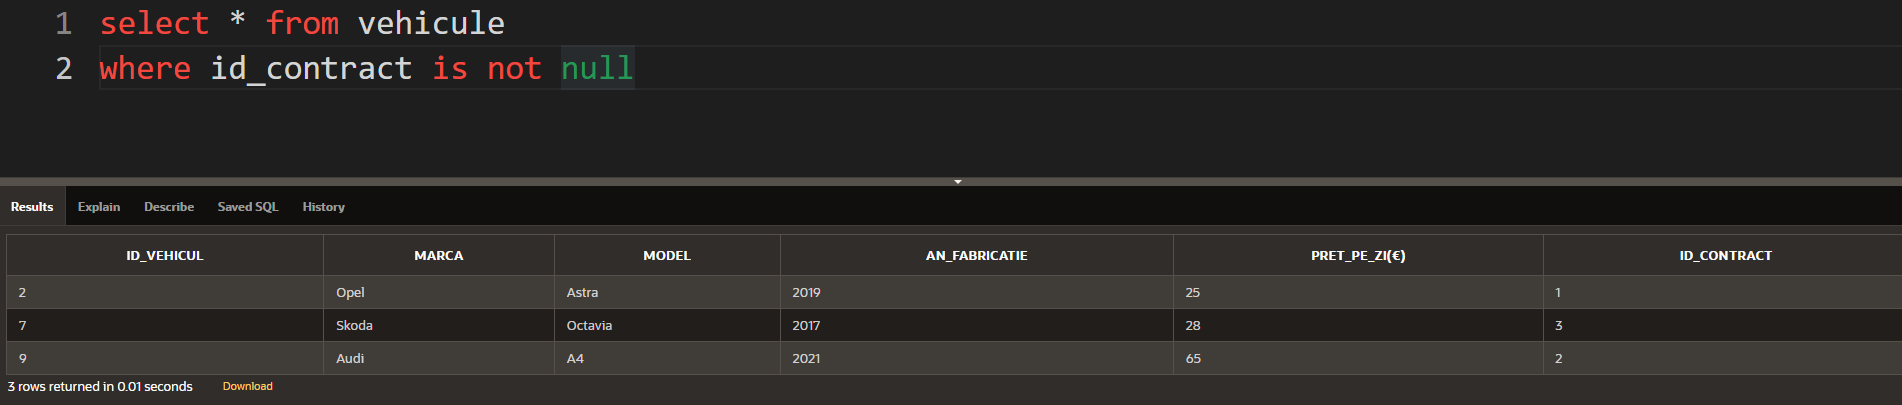 1 select * from vehicule
2 where id_contract is not null
Results Explain Describe Saved SQL History
ID_VEHICUL MARCA MODEL AN_FABRICATIE PRET_PE_ZI(€) ID_CONTRACT
2 Opel Astra 2019 25 1
7 Skoda Octavia 2017 28 3
9 Audi A4 2021 65 2
3 rows returned in 0.01 seconds Download